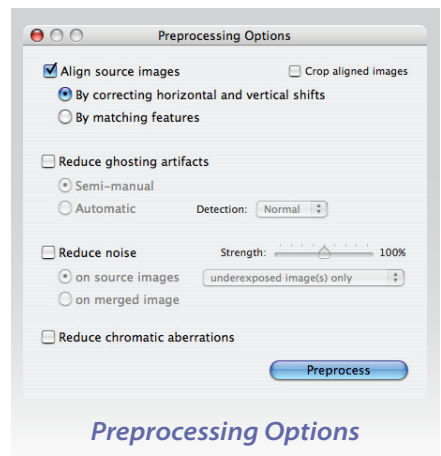 Preprocessing Options
Align source images Crop aligned images
By correcting horizontal and vertical shifts
By matching features
Reduce ghosting artifacts
Semi-manual
Automatic Detection: Normal
Reduce noise Strength: 100%
on source images underexposed image(s) only
on merged image
Reduce chromatic aberrations
Preprocess
Preprocessing Options